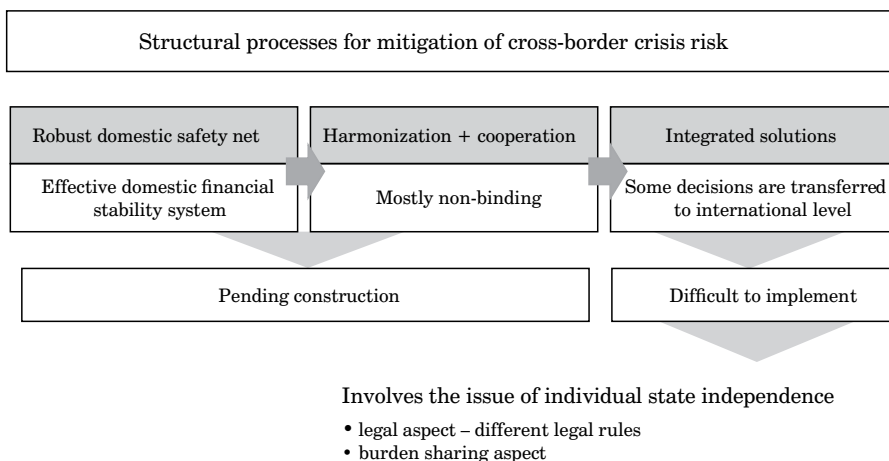 Structural processes for mitigation of cross-border crisis risk
Robust domestic safety net
Harmonization + cooperation
Integrated solutions
Effective domestic financial
stability system
Mostly non-binding
Some decisions are transferred
to international level
Pending construction
Difficult to implement
Involves the issue of individual state independence
• legal aspect – different legal rules
• burden sharing aspect